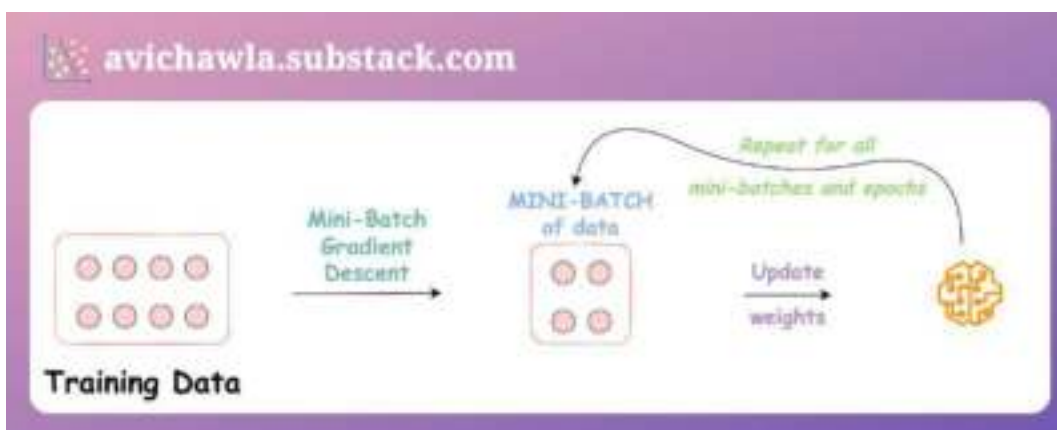 avichawla.substack.com
Repeat for all
mini-batches and epochs
MINI-BATCH
of data
Mini-Batch
Gradient
Descent
Update
weights
Training Data